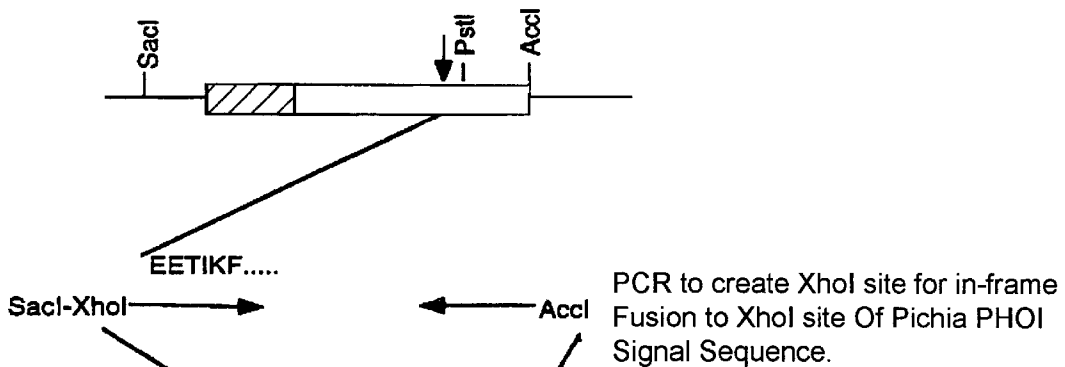 SacI
PstI
AccI
EETIKF.....
SacI-XhoI
AccI
PCR to create XhoI site for in-frame
Fusion to XhoI site Of Pichia PHOI
Signal Sequence.